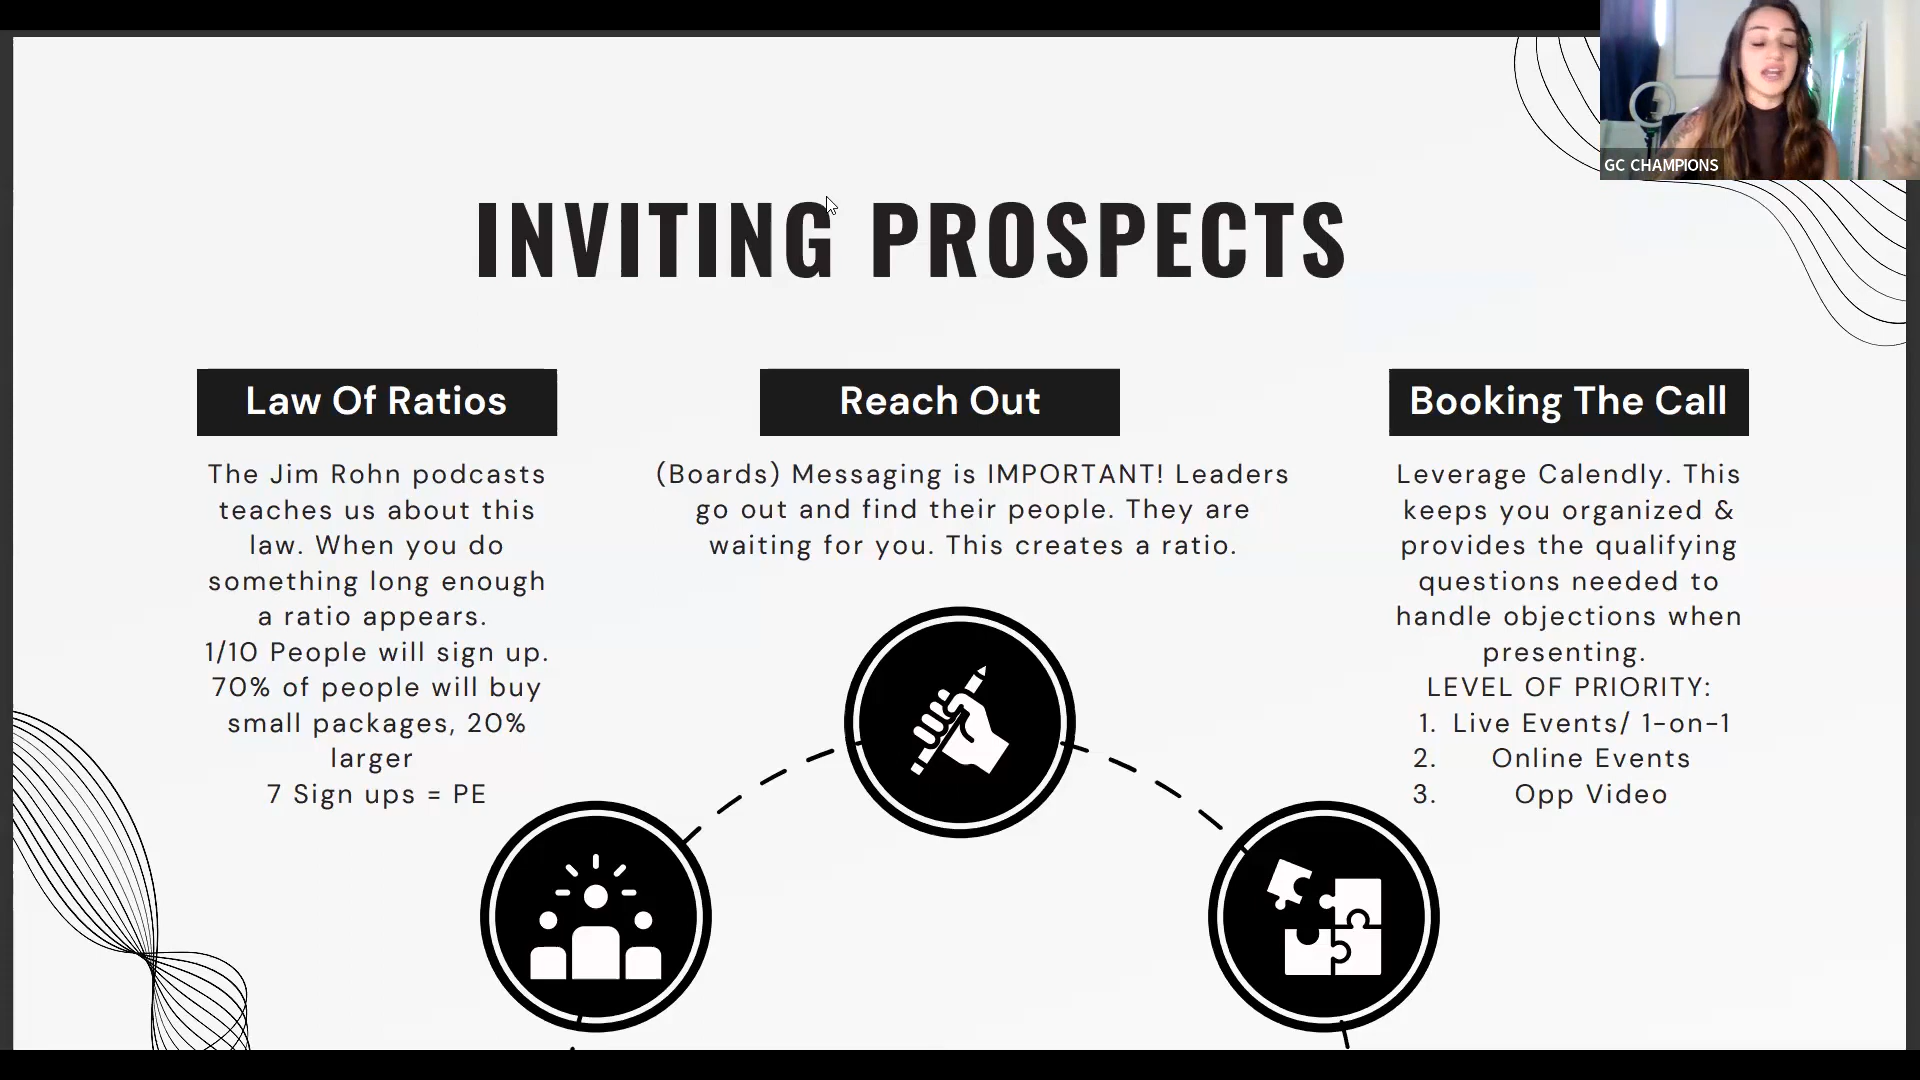 GC CHAMPIONS
INVITING PROSPECTS
Law Of Ratios
The Jim Rohn podcasts
teaches us about this
law. When you do
something long enough
a ratio appears.
1/10 People will sign up.
70% of people will buy
small packages, 20%
larger
7 Sign ups = PE
Reach Out
(Boards) Messaging is IMPORTANT! Leaders
go out and find their people. They are
waiting for you. This creates a ratio.
Booking The Call
Leverage Calendly. This
keeps you organized &
provides the qualifying
questions needed to
handle objections when
presenting.
LEVEL OF PRIORITY:
1. Live Events/ 1-on-1
2. Online Events
3. Opp Video